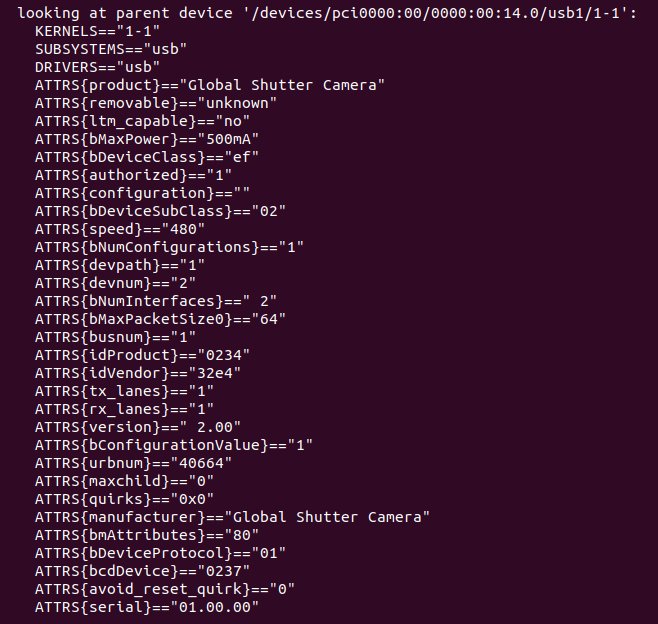 looking at parent device '/devices/pci0000:00/0000:00:14.0/usb1/1-1':
KERNELS=="1-1"
SUBSYSTEMS=="usb"
DRIVERS=="usb"
ATTRS{product}=="Global Shutter Camera"
ATTRS{removable}=="unknown"
ATTRS{ltm_capable}=="no"
ATTRS{bMaxPower}=="500mA"
ATTRS{bDeviceClass}=="ef"
ATTRS{authorized}=="1"
ATTRS{configuration}==""
ATTRS{bDeviceSubClass}=="02"
ATTRS{speed}=="480"
ATTRS{bNumConfigurations}=="1"
ATTRS{devpath}=="1"
ATTRS{devnum}=="2"
ATTRS{bNumInterfaces}==" 2"
ATTRS{bMaxPacketSize0}=="64"
ATTRS{busnum}=="1"
ATTRS{idProduct}=="0234"
ATTRS{idVendor}=="32e4"
ATTRS{tx_lanes}=="1"
ATTRS{rx_lanes}=="1"
ATTRS{version}==" 2.00"
ATTRS{bConfigurationValue}=="1"
ATTRS{urbnum}=="40664"
ATTRS{maxchild}=="0"
ATTRS{quirks}=="0x0"
ATTRS{manufacturer}=="Global Shutter Camera"
ATTRS{bmAttributes}=="80"
ATTRS{bDeviceProtocol}=="01"
ATTRS{bcdDevice}=="0237"
ATTRS{avoid_reset_quirk}=="0"
ATTRS{serial}=="01.00.00"